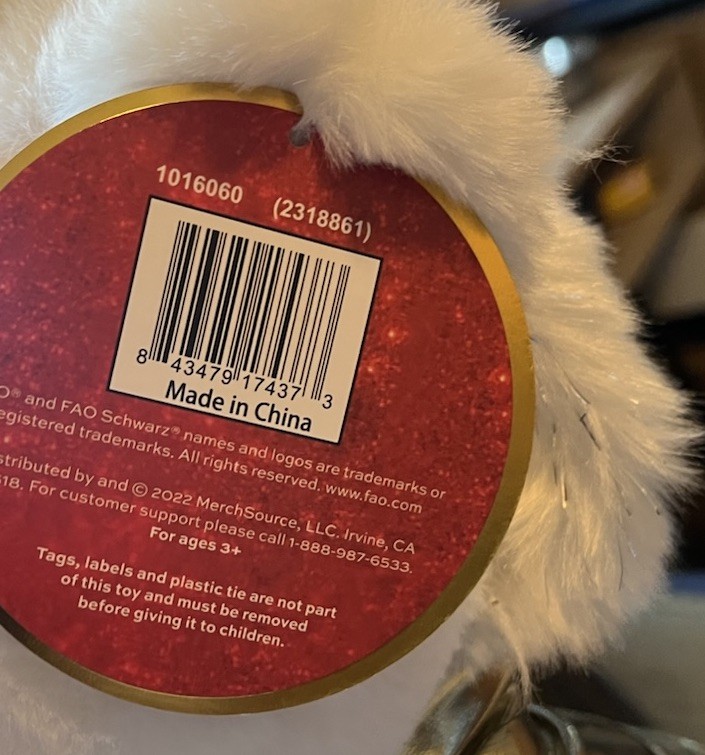 1016060 (2318861)
8 43479 17437 3
Made in China
O® and FAO Schwarz® names and logos are trademarks or
egistered trademarks. All rights reserved. www.fao.com
stributed by and © 2022 MerchSource, LLC. Irvine, CA
618. For customer support please call 1-888-987-6533.
For ages 3+
Tags, labels and plastic tie are not part
of this toy and must be removed
before giving it to children.